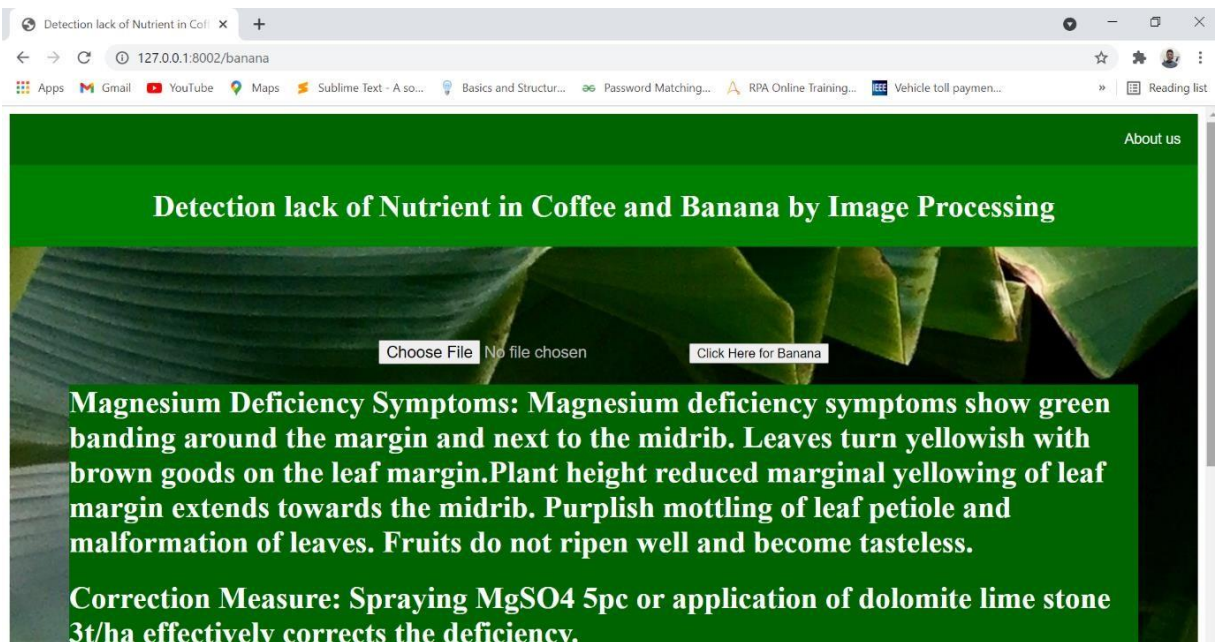 Detection lack of Nutrient in Coff
127.0.0.1:8002/banana
Apps Gmail YouTube Maps Sublime Text - A so... Basics and Structur... Password Matching... RPA Online Training... IEEE Vehicle toll paymen... » Reading list
About us
Detection lack of Nutrient in Coffee and Banana by Image Processing
Choose File No file chosen Click Here for Banana
Magnesium Deficiency Symptoms: Magnesium deficiency symptoms show green
banding around the margin and next to the midrib. Leaves turn yellowish with
brown goods on the leaf margin.Plant height reduced marginal yellowing of leaf
margin extends towards the midrib. Purplish mottling of leaf petiole and
malformation of leaves. Fruits do not ripen well and become tasteless.
Correction Measure: Spraying MgSO4 5pc or application of dolomite lime stone
3t/ha effectively corrects the deficiency.